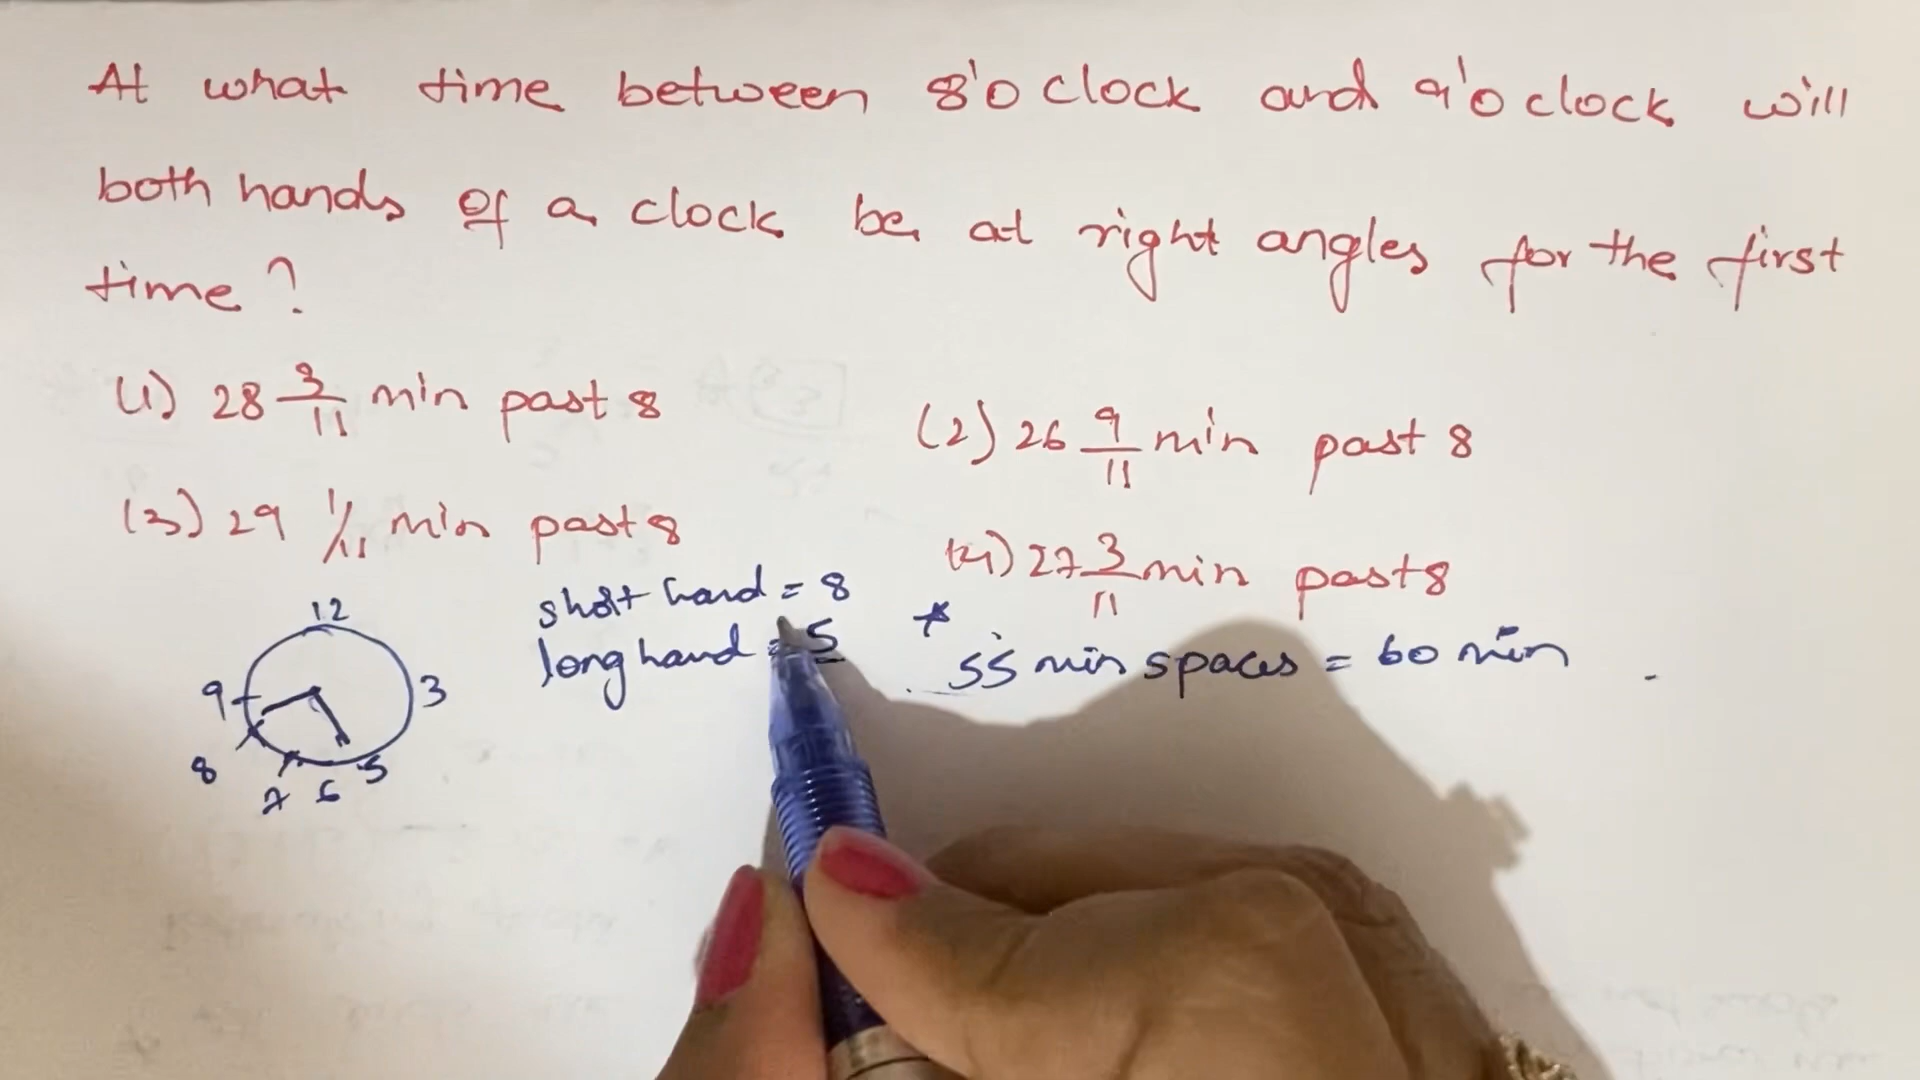 At what time between 8'o clock and 9'o clock will
both hands of a clock be at right angles for the first
time?
(1) 28 3/11 min past 8
(2) 26 9/11 min past 8
(3) 29 1/11 min past 8
(4) 27 3/11 min past 8
short hand = 8
long hand = 5
* 55 min spaces = 60 min
12
9
3
8
7 6 5